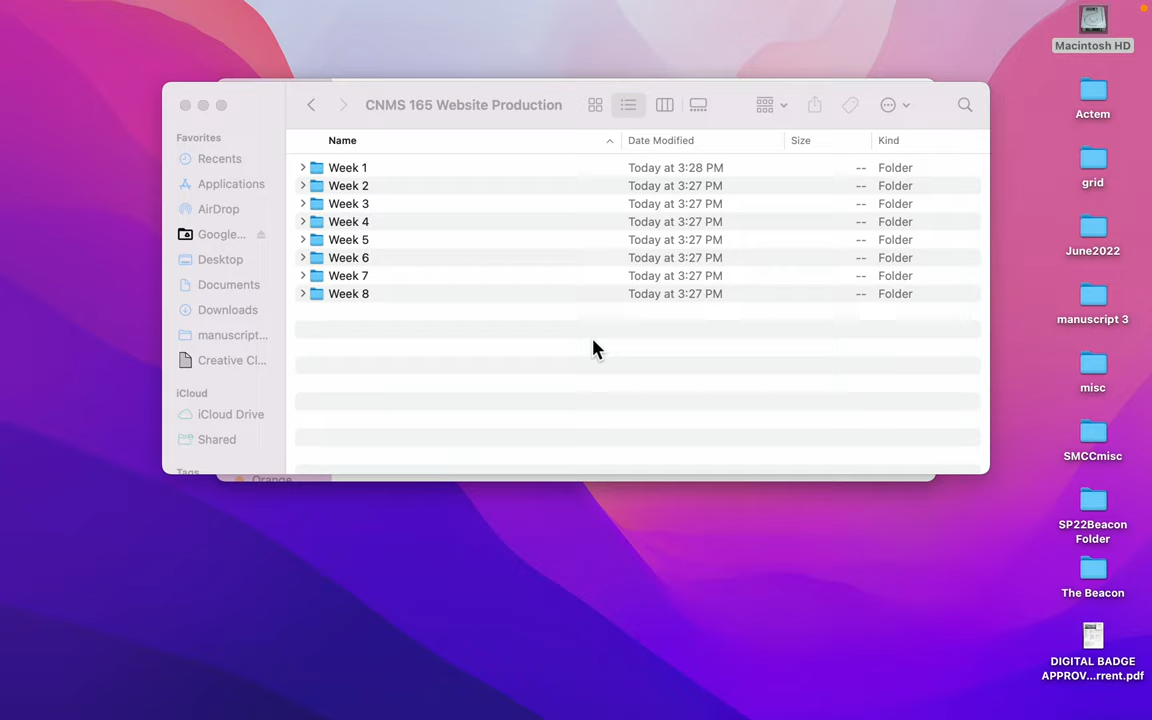 Macintosh HD
CNMS 165 Website Production
Favorites
Recents
Applications
AirDrop
Google...
Desktop
Documents
Downloads
manuscript...
Creative Cl...
iCloud
iCloud Drive
Shared
Tags
Orange
Name Date Modified Size Kind
Week 1 Today at 3:28 PM -- Folder
Week 2 Today at 3:27 PM -- Folder
Week 3 Today at 3:27 PM -- Folder
Week 4 Today at 3:27 PM -- Folder
Week 5 Today at 3:27 PM -- Folder
Week 6 Today at 3:27 PM -- Folder
Week 7 Today at 3:27 PM -- Folder
Week 8 Today at 3:27 PM -- Folder
Actem
grid
June2022
manuscript 3
misc
SMCCmisc
SP22Beacon
Folder
The Beacon
DIGITAL BADGE
APPROV...rrent.pdf